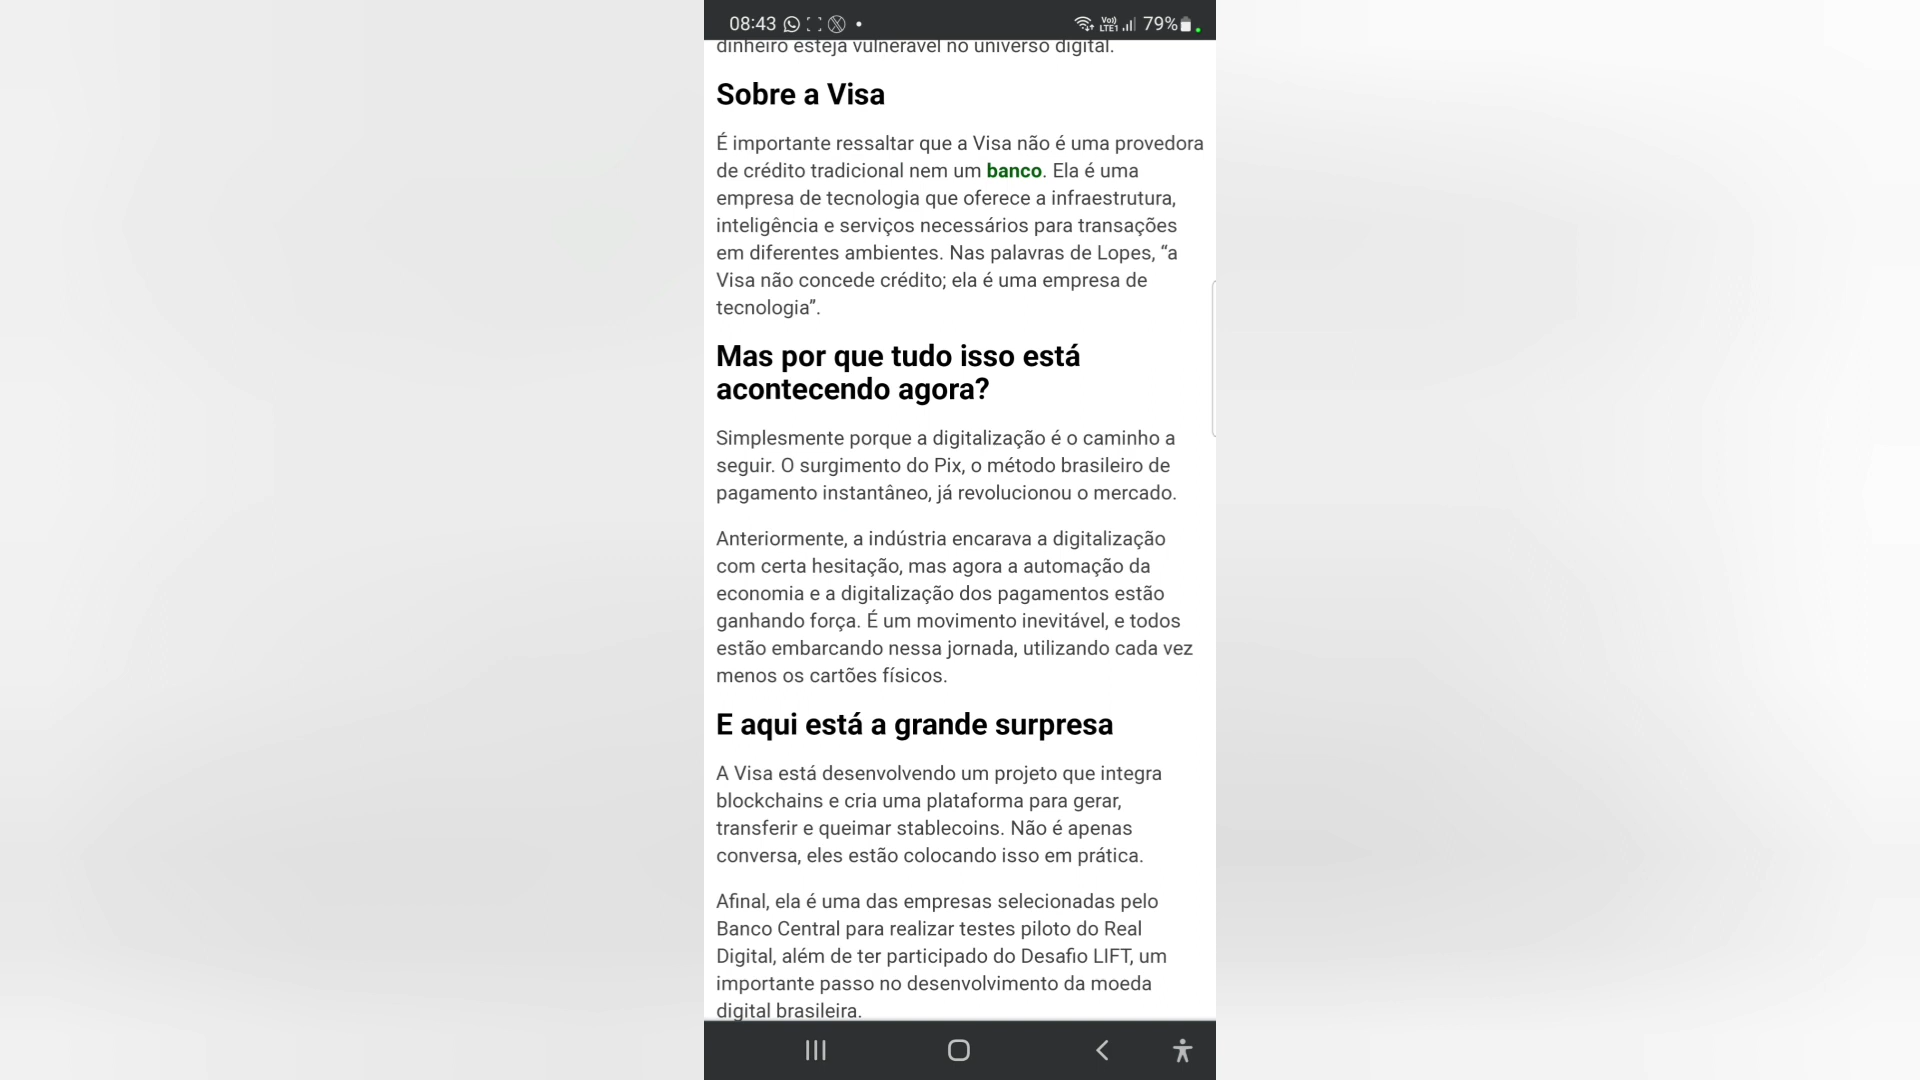 08:43
Vo))
LTE1
79%
dinheiro esteja vulnerável no universo digital.
Sobre a Visa
É importante ressaltar que a Visa não é uma provedora
de crédito tradicional nem um banco. Ela é uma
empresa de tecnologia que oferece a infraestrutura,
inteligência e serviços necessários para transações
em diferentes ambientes. Nas palavras de Lopes, “a
Visa não concede crédito; ela é uma empresa de
tecnologia”.
Mas por que tudo isso está
acontecendo agora?
Simplesmente porque a digitalização é o caminho a
seguir. O surgimento do Pix, o método brasileiro de
pagamento instantâneo, já revolucionou o mercado.
Anteriormente, a indústria encarava a digitalização
com certa hesitação, mas agora a automação da
economia e a digitalização dos pagamentos estão
ganhando força. É um movimento inevitável, e todos
estão embarcando nessa jornada, utilizando cada vez
menos os cartões físicos.
E aqui está a grande surpresa
A Visa está desenvolvendo um projeto que integra
blockchains e cria uma plataforma para gerar,
transferir e queimar stablecoins. Não é apenas
conversa, eles estão colocando isso em prática.
Afinal, ela é uma das empresas selecionadas pelo
Banco Central para realizar testes piloto do Real
Digital, além de ter participado do Desafio LIFT, um
importante passo no desenvolvimento da moeda
digital brasileira.